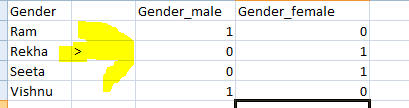 Gender Gender_male Gender_female
Ram 1 0
Rekha > 0 1
Seeta 0 1
Vishnu 1 0